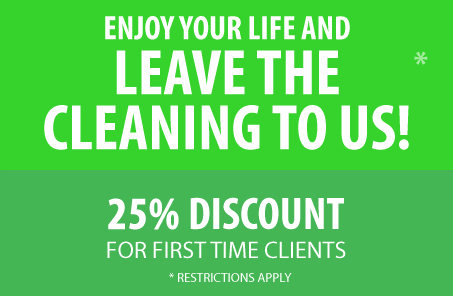 ENJOY YOUR LIFE AND
LEAVE THE *
CLEANING TO US!
25% DISCOUNT
FOR FIRST TIME CLIENTS
* RESTRICTIONS APPLY